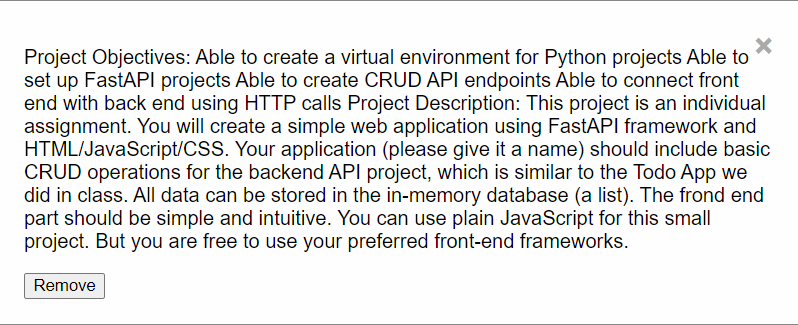 Project Objectives: Able to create a virtual environment for Python projects Able to
set up FastAPI projects Able to create CRUD API endpoints Able to connect front
end with back end using HTTP calls Project Description: This project is an individual
assignment. You will create a simple web application using FastAPI framework and
HTML/JavaScript/CSS. Your application (please give it a name) should include basic
CRUD operations for the backend API project, which is similar to the Todo App we
did in class. All data can be stored in the in-memory database (a list). The frond end
part should be simple and intuitive. You can use plain JavaScript for this small
project. But you are free to use your preferred front-end frameworks.
Remove